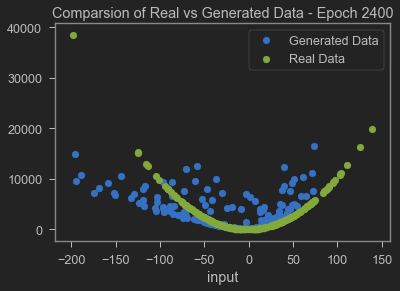 Comparsion of Real vs Generated Data - Epoch 2400
40000
30000
20000
10000
0
Generated Data
Real Data
−200 −150 −100 −50 0 50 100 150
input